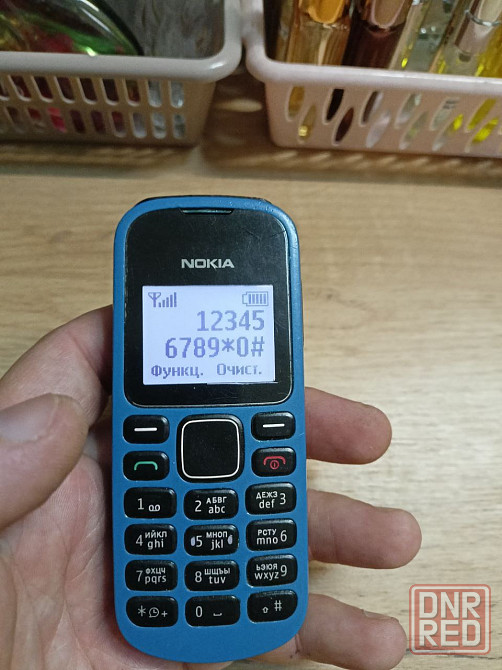 NOKIA
12345
6789*0#
Функц. Очист.
1
2 АБВГ abc
ДЕЖЗ def 3
4 ИЙКЛ ghi
5 МНОП jkl
РСТУ mno 6
7 ФХЦЧ pqrs
8 ШЩЪЫ tuv
ЬЭЮЯ wxyz 9
* +
0
#
DNR
RED